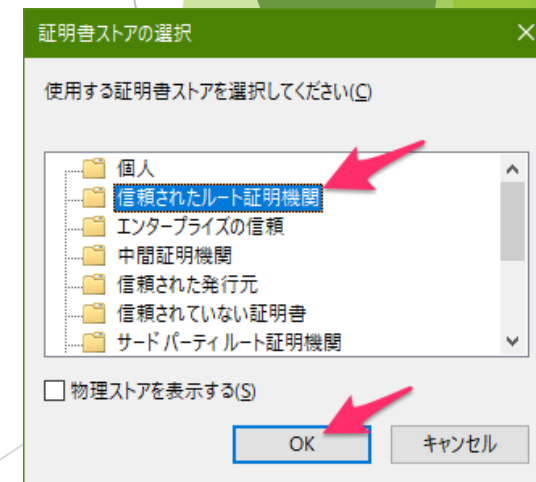 証明書ストアの選択
使用する証明書ストアを選択してください(C)
個人
信頼されたルート証明機関
エンタープライズの信頼
中間証明機関
信頼された発行元
信頼されていない証明書
サード パーティ ルート証明機関
物理ストアを表示する(S)
OK
キャンセル